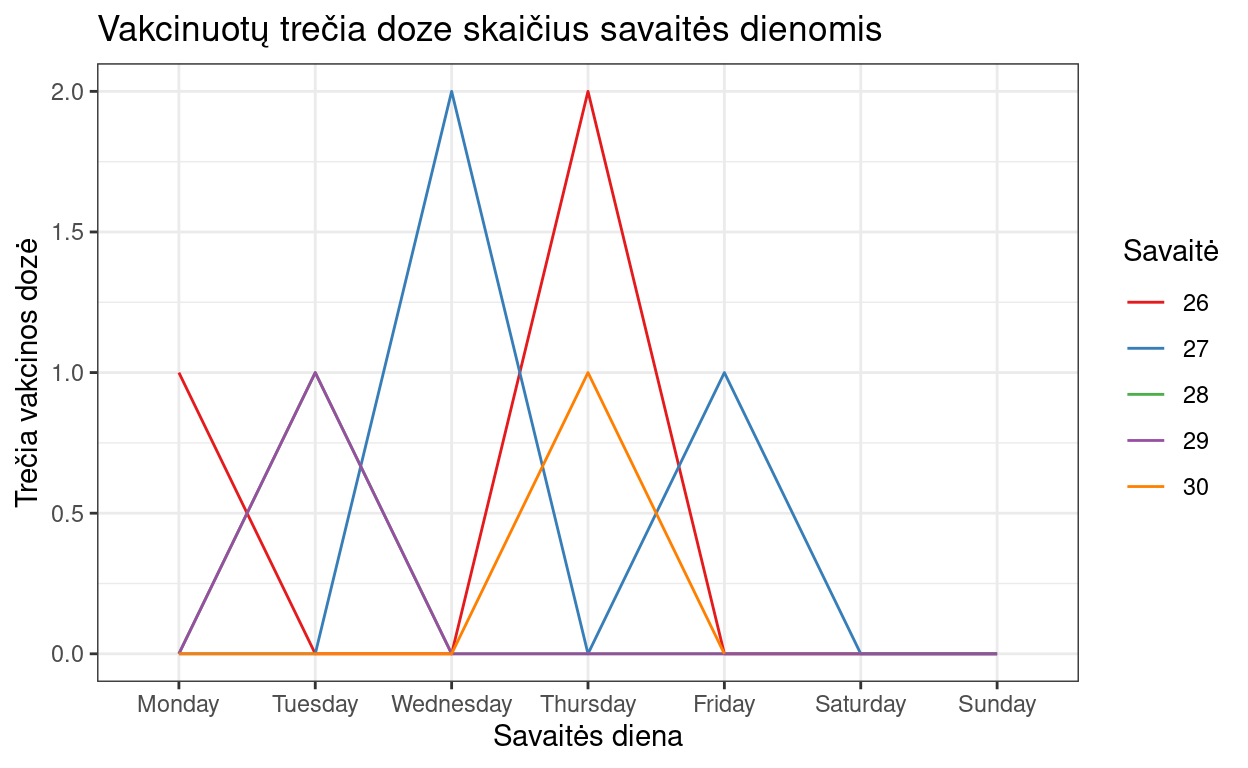 Vakcinuotų trečia doze skaičius savaitės dienomis
Trečia vakcinos dozė
2.0
1.5
1.0
0.5
0.0
Monday Tuesday Wednesday Thursday Friday Saturday Sunday
Savaitės diena
Savaitė
26
27
28
29
30